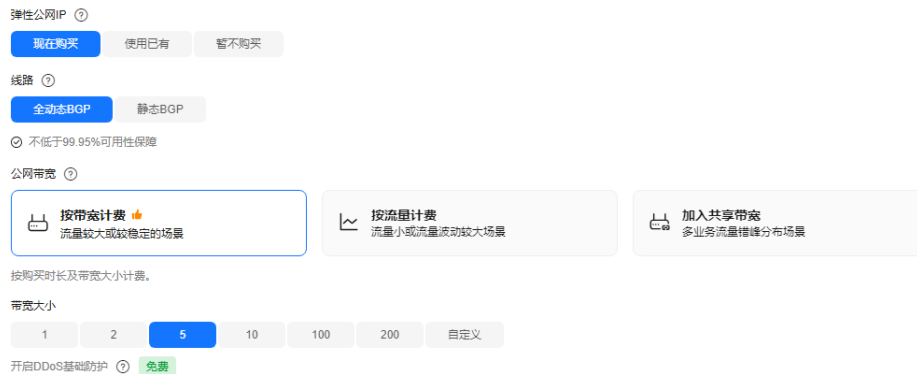 弹性公网IP
现在购买 使用已有 暂不购买
线路
全动态BGP 静态BGP
不低于99.95%可用性保障
公网带宽
按带宽计费 按流量计费 加入共享带宽
流量较大或较稳定的场景 流量小或流量波动较大场景 多业务流量错峰分布场景
按购买时长及带宽大小计费。
带宽大小
1 2 5 10 100 200 自定义
开启DDoS基础防护 免费